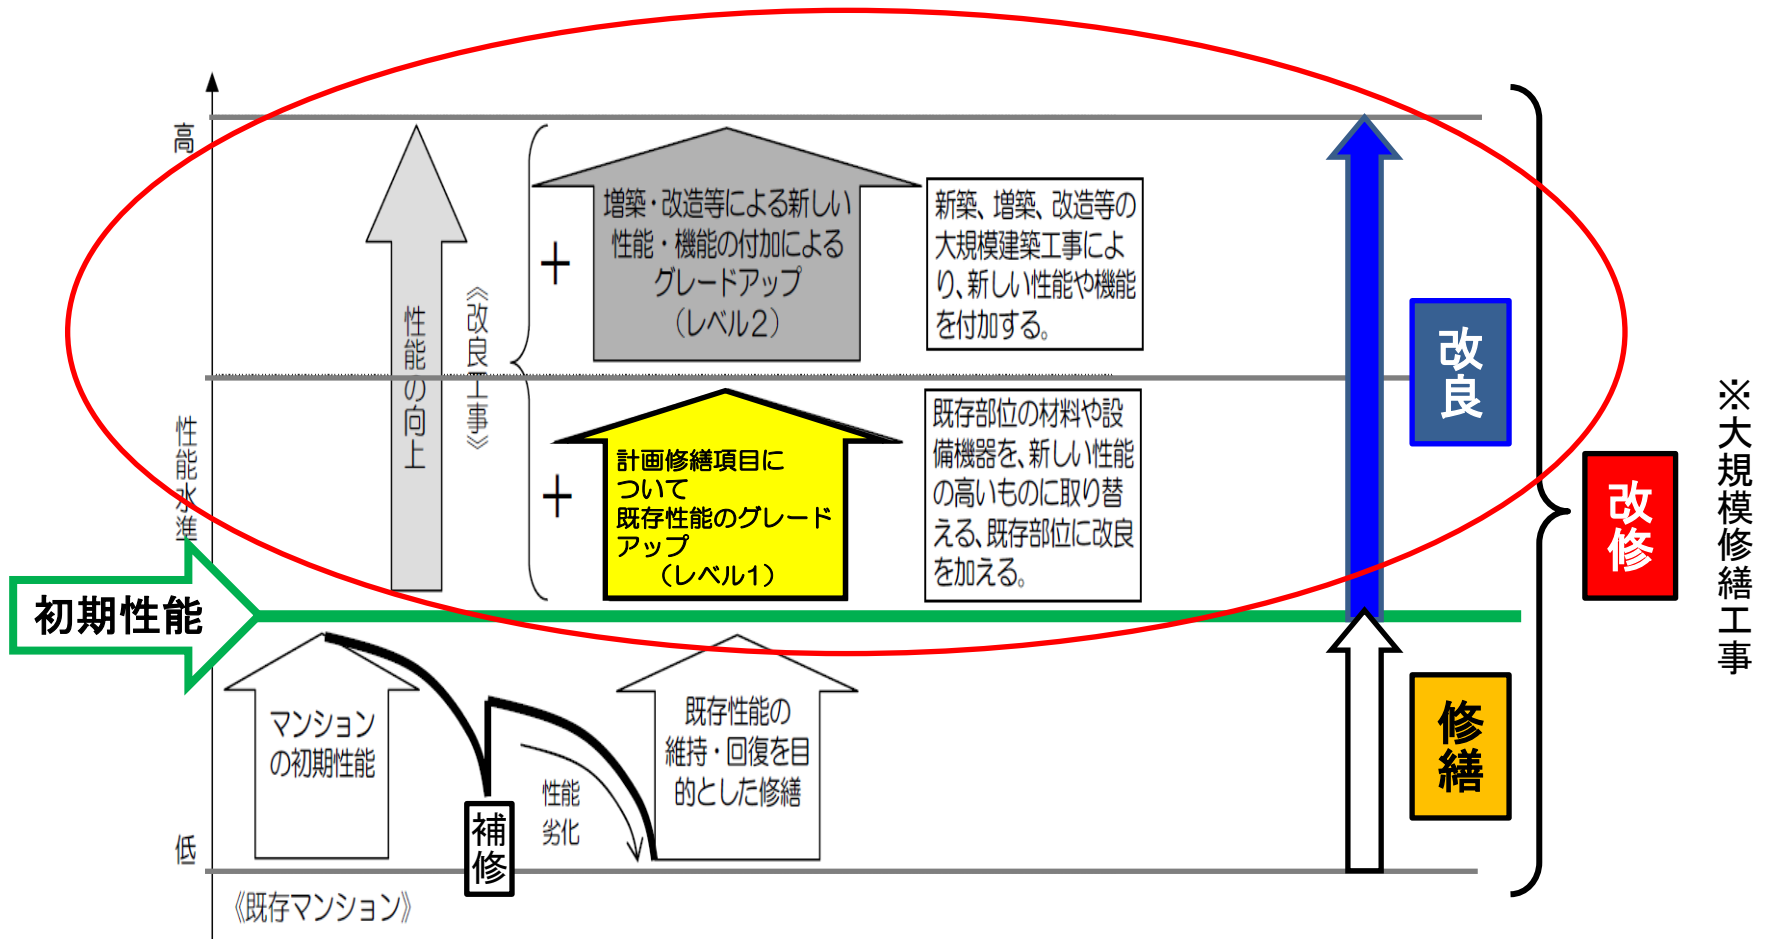 高
性能水準
低
初期性能
性能の向上
《改良工事》
+
増築・改造等による新しい
性能・機能の付加による
グレードアップ
（レベル2）
新築、増築、改造等の
大規模建築工事によ
り、新しい性能や機能
を付加する。
+
計画修繕項目に
ついて
既存性能のグレード
アップ
（レベル1）
既存部位の材料や設
備機器を、新しい性能
の高いものに取り替
える、既存部位に改良
を加える。
マンション
の初期性能
補修
性能
劣化
既存性能の
維持・回復を目
的とした修繕
《既存マンション》
改良
修繕
改修
※大規模修繕工事